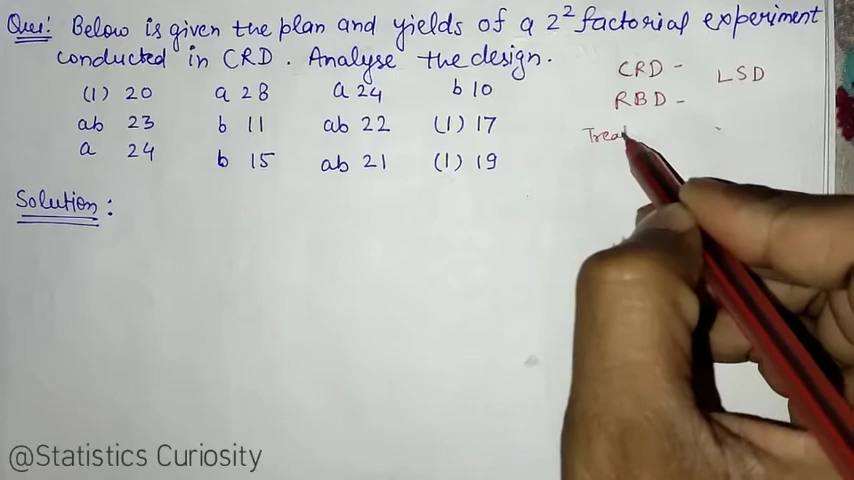 Ques: Below is given the plan and yields of a 2² factorial experiment
conducted in CRD. Analyse the design.
(1) 20 a 28 a 24 b 10
ab 23 b 11 ab 22 (1) 17
a 24 b 15 ab 21 (1) 19
CRD - LSD
RBD -
Trea
Solution:
@Statistics Curiosity